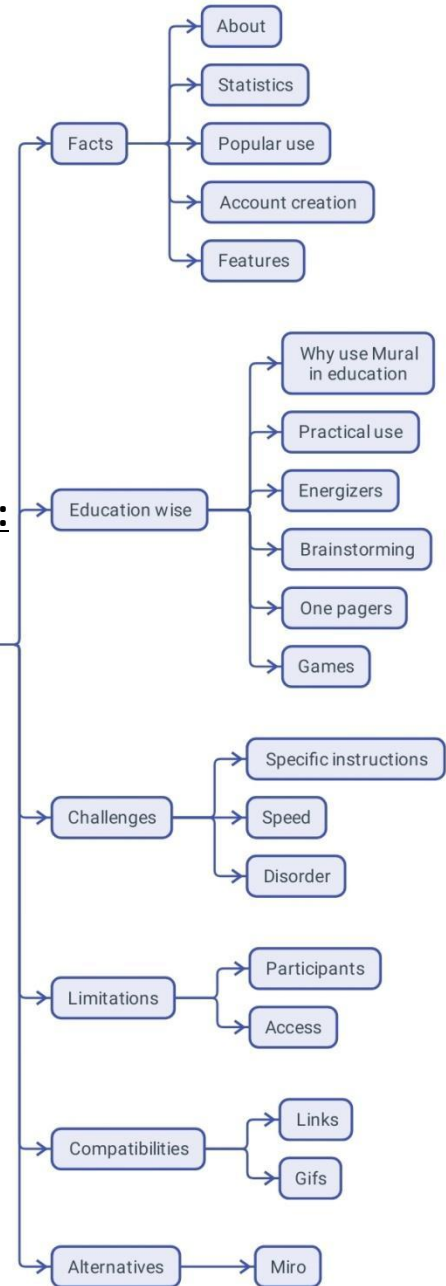 Facts
About
Statistics
Popular use
Account creation
Features
:
Education wise
Why use Mural
in education
Practical use
Energizers
Brainstorming
One pagers
Games
Challenges
Specific instructions
Speed
Disorder
Limitations
Participants
Access
Compatibilities
Links
Gifs
Alternatives
Miro